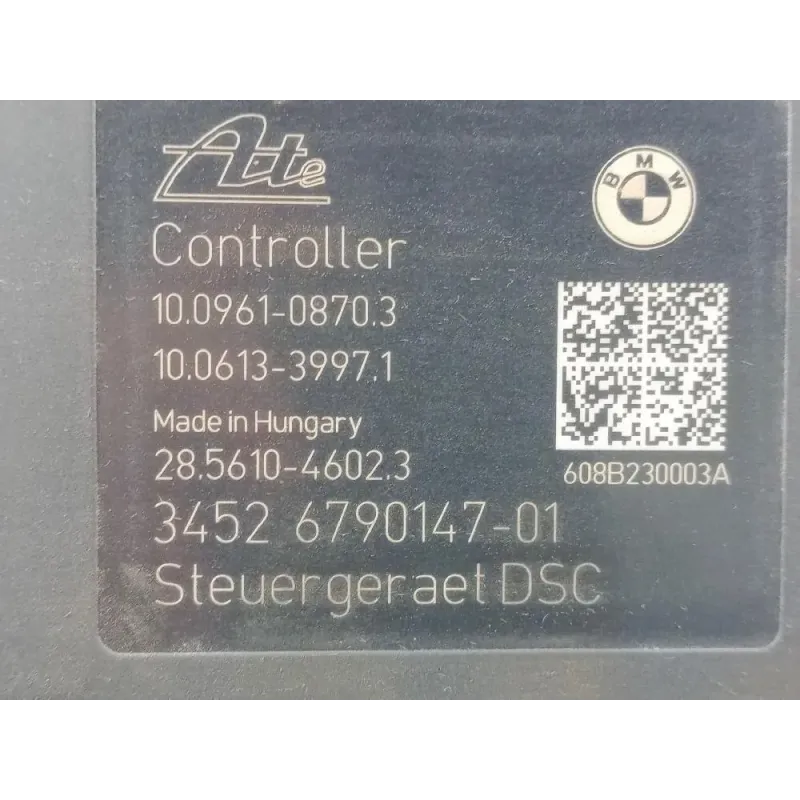 Ate
BMW
Controller
10.0961-0870.3
10.0613-3997.1
Made in Hungary
28.5610-4602.3
608B230003A
3452 6790147-01
Steuergeraet DSC